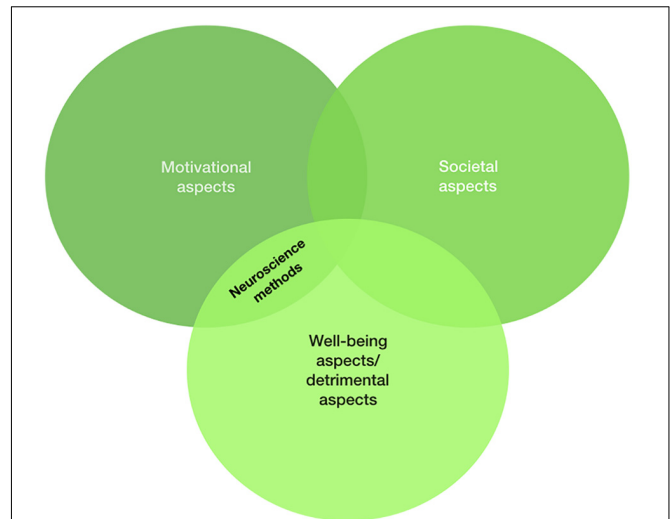 Motivational
aspects
Societal
aspects
Neuroscience
methods
Well-being
aspects/
detrimental
aspects